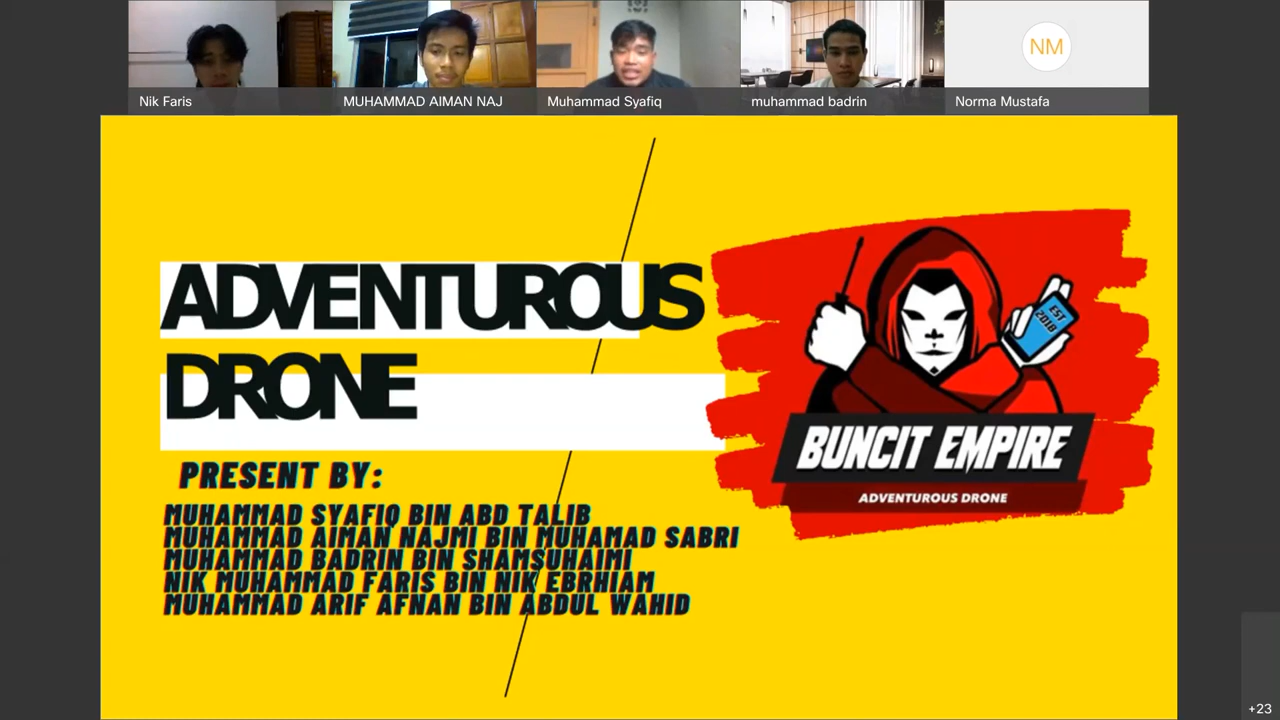 Nik Faris
MUHAMMAD AIMAN NAJ
Muhammad Syafiq
muhammad badrin
NM
Norma Mustafa
ADVENTUROUS
DRONE
PRESENT BY:
MUHAMMAD SYAFIQ BIN ABD TALIB
MUHAMMAD AIMAN NAJMI BIN MUHAMAD SABRI
MUHAMMAD BADRIN BIN SHAMSUHAIMI
NIK MUHAMMAD FARIS BIN NIK EBRHIAM
MUHAMMAD ARIF AFNAN BIN ABDUL WAHID
EST
2018
BUNCIT EMPIRE
ADVENTUROUS DRONE
+23